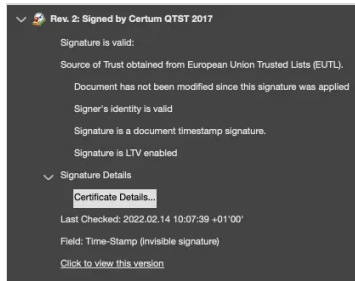 Rev. 2: Signed by Certum QTST 2017
Signature is valid:
Source of Trust obtained from European Union Trusted Lists (EUTL).
Document has not been modified since this signature was applied
Signer's identity is valid
Signature is a document timestamp signature.
Signature is LTV enabled
Signature Details
Certificate Details...
Last Checked: 2022.02.14 10:07:39 +01'00'
Field: Time-Stamp (invisible signature)
Click to view this version